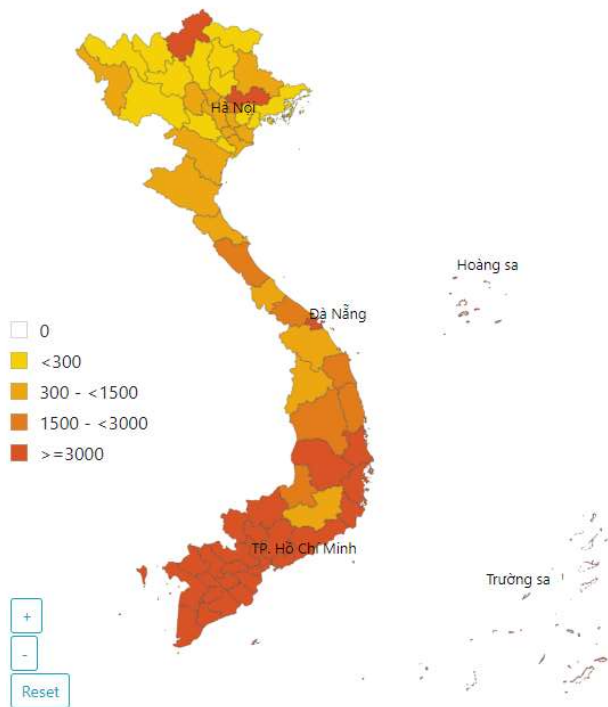 Hà Nội
Hoàng sa
Đà Nẵng
0
<300
300 - <1500
1500 - <3000
>=3000
TP. Hồ Chí Minh
Trường sa
+
-
Reset